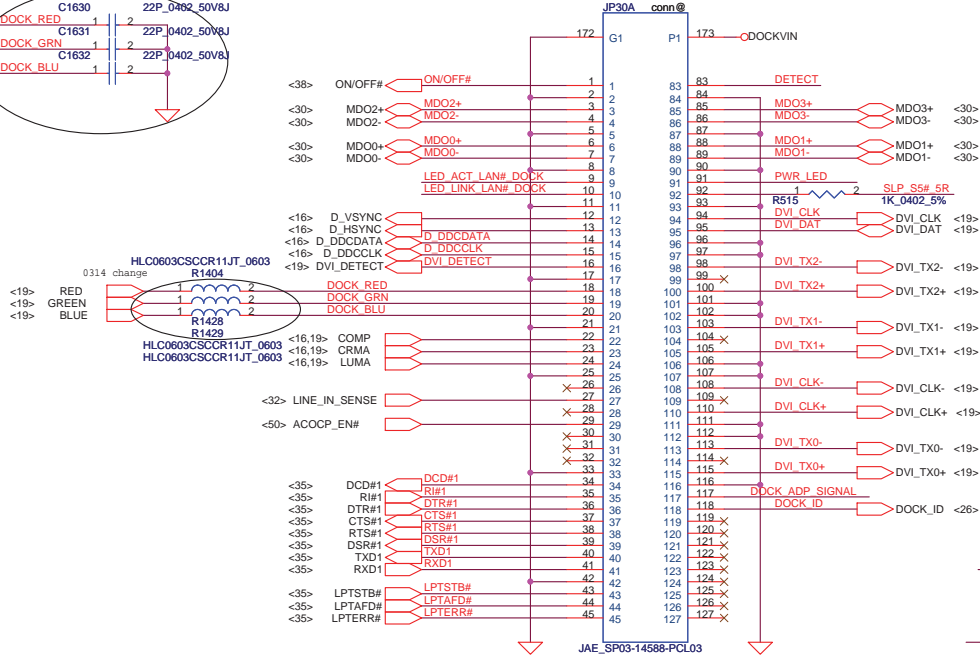 C1630 22P_0402_50V8J
DOCK_RED 1 2
C1631 22P_0402_50V8J
DOCK_GRN 1 2
C1632 22P_0402_50V8J
DOCK_BLU 1 2
JP30A conn@
172 G1 P1 173 DOCKVIN
<38> ON/OFF# ON/OFF# 1 1 83 83 DETECT
2 2 84 84
<30> MDO2+ MDO2+ 3 3 85 85 MDO3+ MDO3+ <30>
<30> MDO2- MDO2- 4 4 86 86 MDO3- MDO3- <30>
5 5 87 87
<30> MDO0+ MDO0+ 6 6 88 88 MDO1+ MDO1+ <30>
<30> MDO0- MDO0- 7 7 89 89 MDO1- MDO1- <30>
8 8 90 90
LED_ACT_LAN#_DOCK 9 9 91 91 PWR_LED
LED_LINK_LAN#_DOCK 10 10 92 92 1 2 SLP_S5#_5R
R515 1K_0402_5%
11 11 93 93
<16> D_VSYNC 12 12 94 94 DVI_CLK DVI_CLK <19>
<16> D_HSYNC 13 13 95 95 DVI_DAT DVI_DAT <19>
<16> D_DDCDATA D_DDCDATA 14 14 96 96
<16> D_DDCCLK D_DDCCLK 15 15 97 97
<19> DVI_DETECT DVI_DETECT 16 16 98 98 DVI_TX2- DVI_TX2- <19>
HLC0603CSCCR11JT_0603
0314 change R1404
17 17 99 99
<19> RED 1 2 DOCK_RED 18 18 100 100 DVI_TX2+ DVI_TX2+ <19>
<19> GREEN 1 2 DOCK_GRN 19 19 101 101
<19> BLUE 1 2 DOCK_BLU 20 20 102 102
R1428
R1429
HLC0603CSCCR11JT_0603
HLC0603CSCCR11JT_0603
21 21 103 103 DVI_TX1- DVI_TX1- <19>
<16,19> COMP 22 22 104 104
<16,19> CRMA 23 23 105 105 DVI_TX1+ DVI_TX1+ <19>
<16,19> LUMA 24 24 106 106
25 25 107 107
26 26 108 108 DVI_CLK- DVI_CLK- <19>
<32> LINE_IN_SENSE 27 27 109 109
28 28 110 110 DVI_CLK+ DVI_CLK+ <19>
<50> ACOCP_EN# 29 29 111 111
30 30 112 112
31 31 113 113 DVI_TX0- DVI_TX0- <19>
32 32 114 114
33 33 115 115 DVI_TX0+ DVI_TX0+ <19>
<35> DCD#1 DCD#1 34 34 116 116
<35> RI#1 RI#1 35 35 117 117 DOCK_ADP_SIGNAL
<35> DTR#1 DTR#1 36 36 118 118 DOCK_ID DOCK_ID <26>
<35> CTS#1 CTS#1 37 37 119 119
<35> RTS#1 RTS#1 38 38 120 120
<35> DSR#1 DSR#1 39 39 121 121
<35> TXD1 TXD1 40 40 122 122
<35> RXD1 RXD1 41 41 123 123
42 42 124 124
<35> LPTSTB# LPTSTB# 43 43 125 125
<35> LPTAFD# LPTAFD# 44 44 126 126
<35> LPTERR# LPTERR# 45 45 127 127
JAE_SP03-14588-PCL03